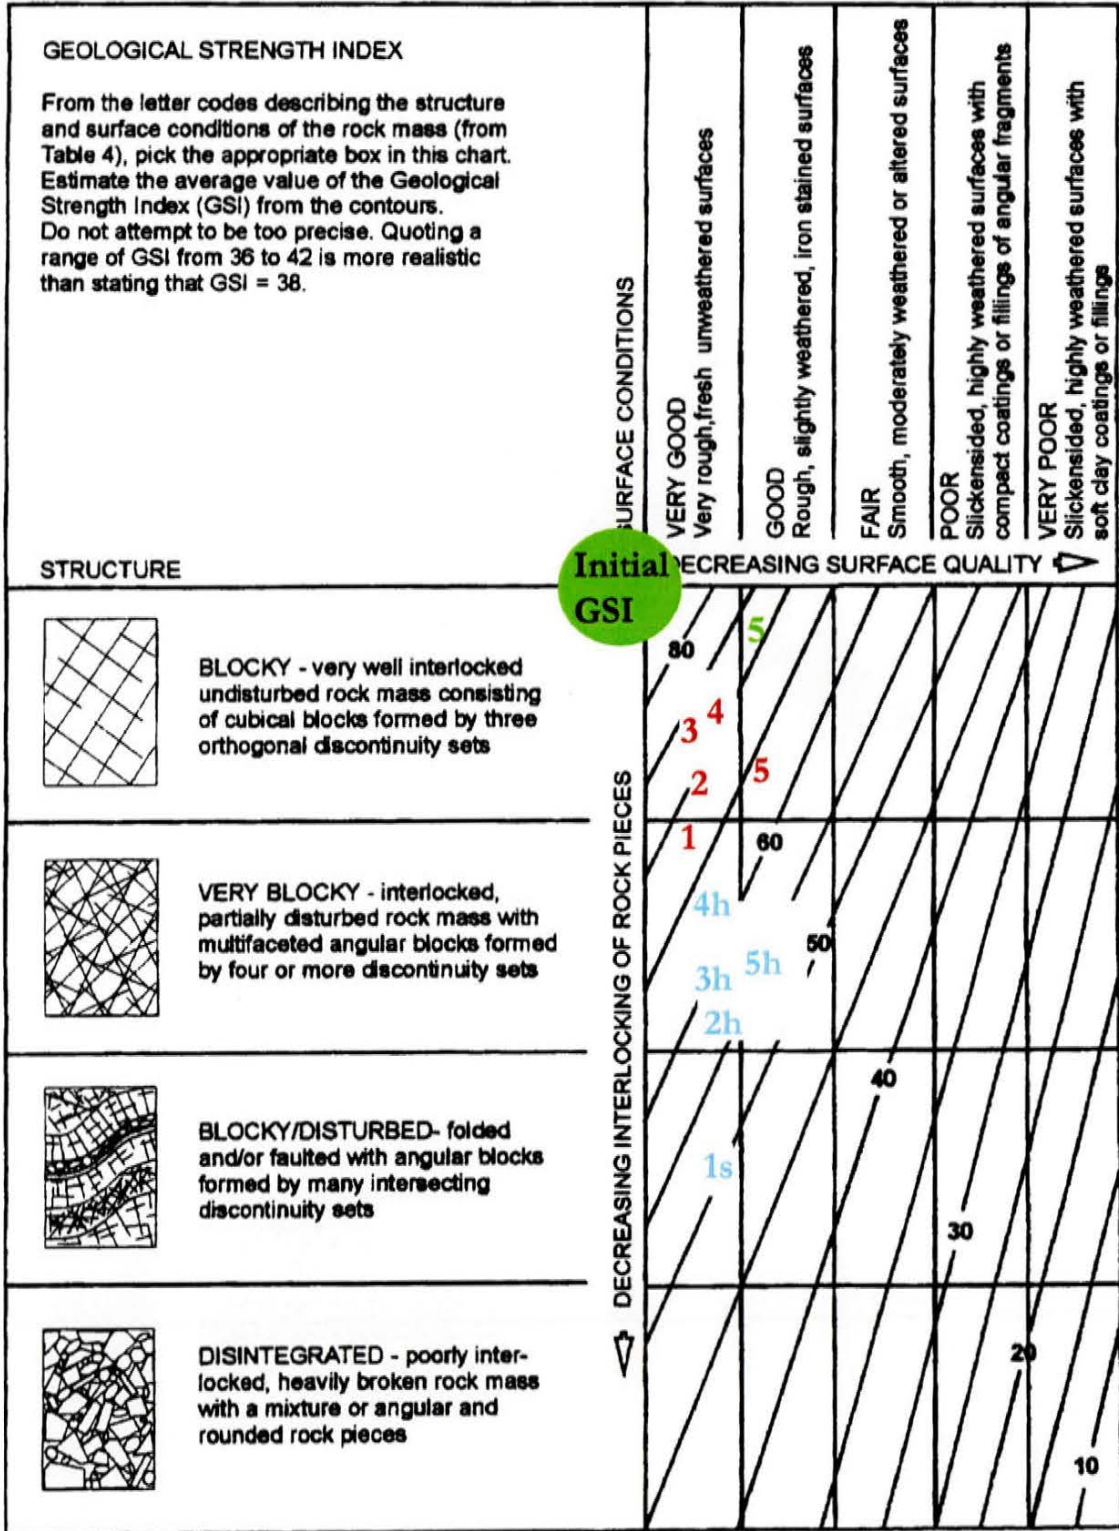 GEOLOGICAL STRENGTH INDEX
From the letter codes describing the structure
and surface conditions of the rock mass (from
Table 4), pick the appropriate box in this chart.
Estimate the average value of the Geological
Strength Index (GSI) from the contours.
Do not attempt to be too precise. Quoting a
range of GSI from 36 to 42 is more realistic
than stating that GSI = 38.
SURFACE CONDITIONS
VERY GOOD
Very rough,fresh unweathered surfaces
GOOD
Rough, slightly weathered, iron stained surfaces
FAIR
Smooth, moderately weathered or altered surfaces
POOR
Slickensided, highly weathered surfaces with
compact coatings or fillings of angular fragments
VERY POOR
Slickensided, highly weathered surfaces with
soft clay coatings or fillings
STRUCTURE
Initial
GSI
ECREASING SURFACE QUALITY
BLOCKY - very well interlocked
undisturbed rock mass consisting
of cubical blocks formed by three
orthogonal discontinuity sets
VERY BLOCKY - interlocked,
partially disturbed rock mass with
multifaceted angular blocks formed
by four or more discontinuity sets
BLOCKY/DISTURBED- folded
and/or faulted with angular blocks
formed by many intersecting
discontinuity sets
DISINTEGRATED - poorly inter-
locked, heavily broken rock mass
with a mixture or angular and
rounded rock pieces
DECREASING INTERLOCKING OF ROCK PIECES
5
80
4
3
5
2
1
60
4h
50
5h
3h
2h
40
1s
30
20
10